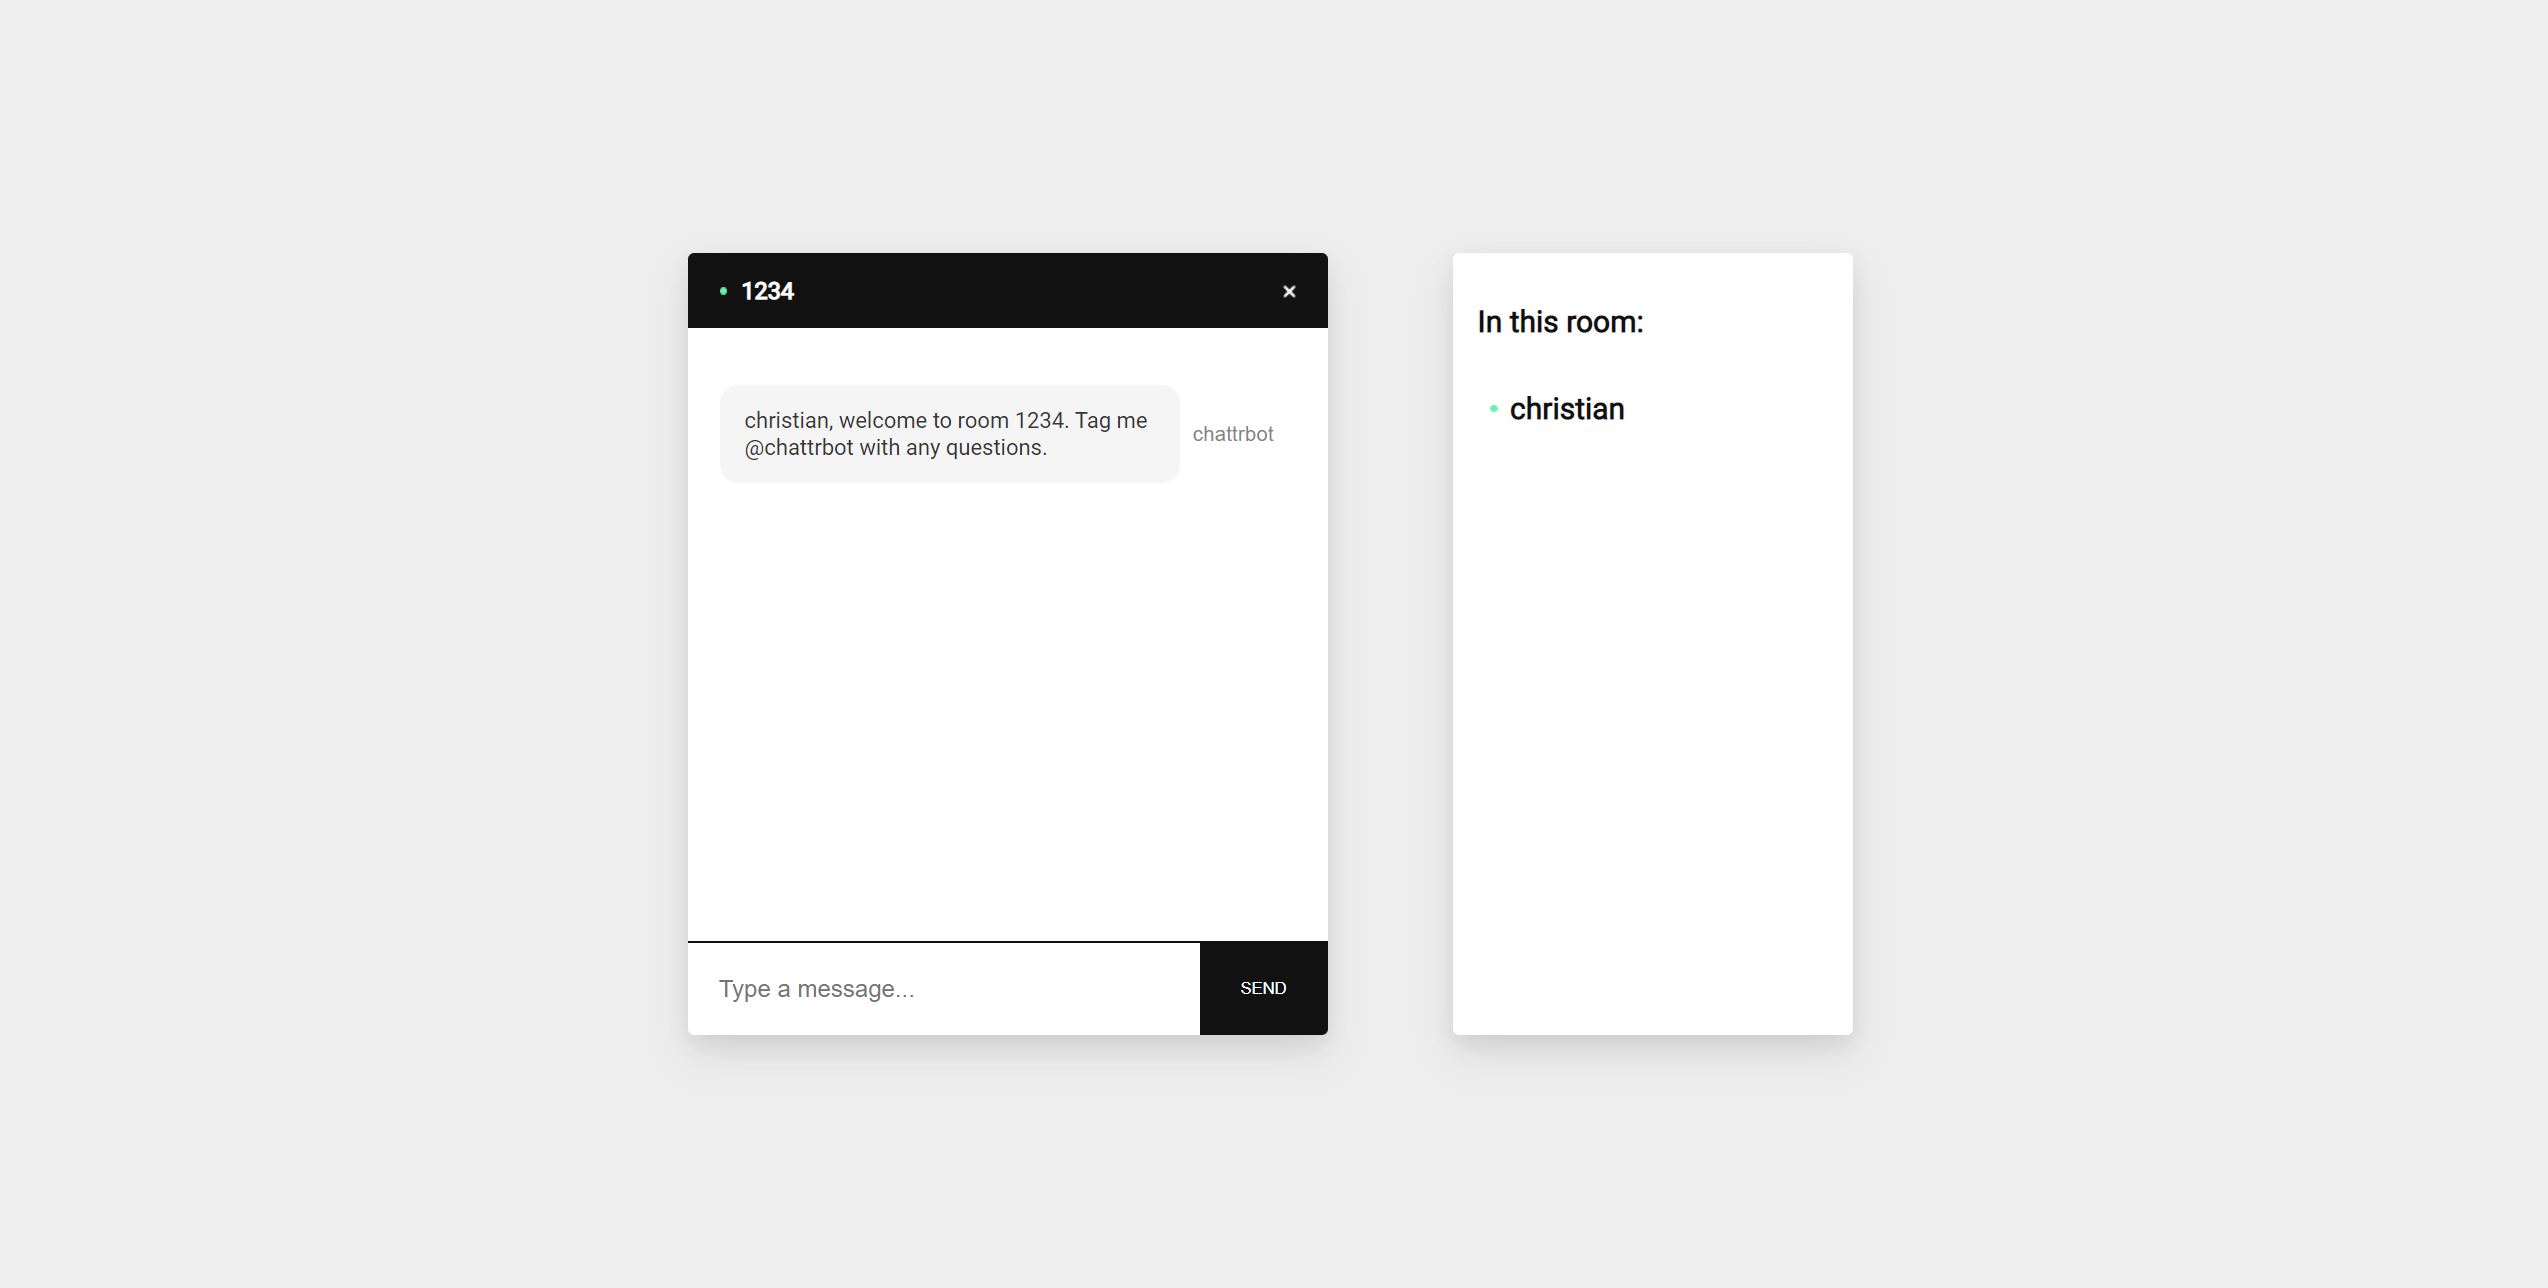 1234
christian, welcome to room 1234. Tag me
@chattrbot with any questions.
chattrbot
Type a message...
SEND
In this room:
christian